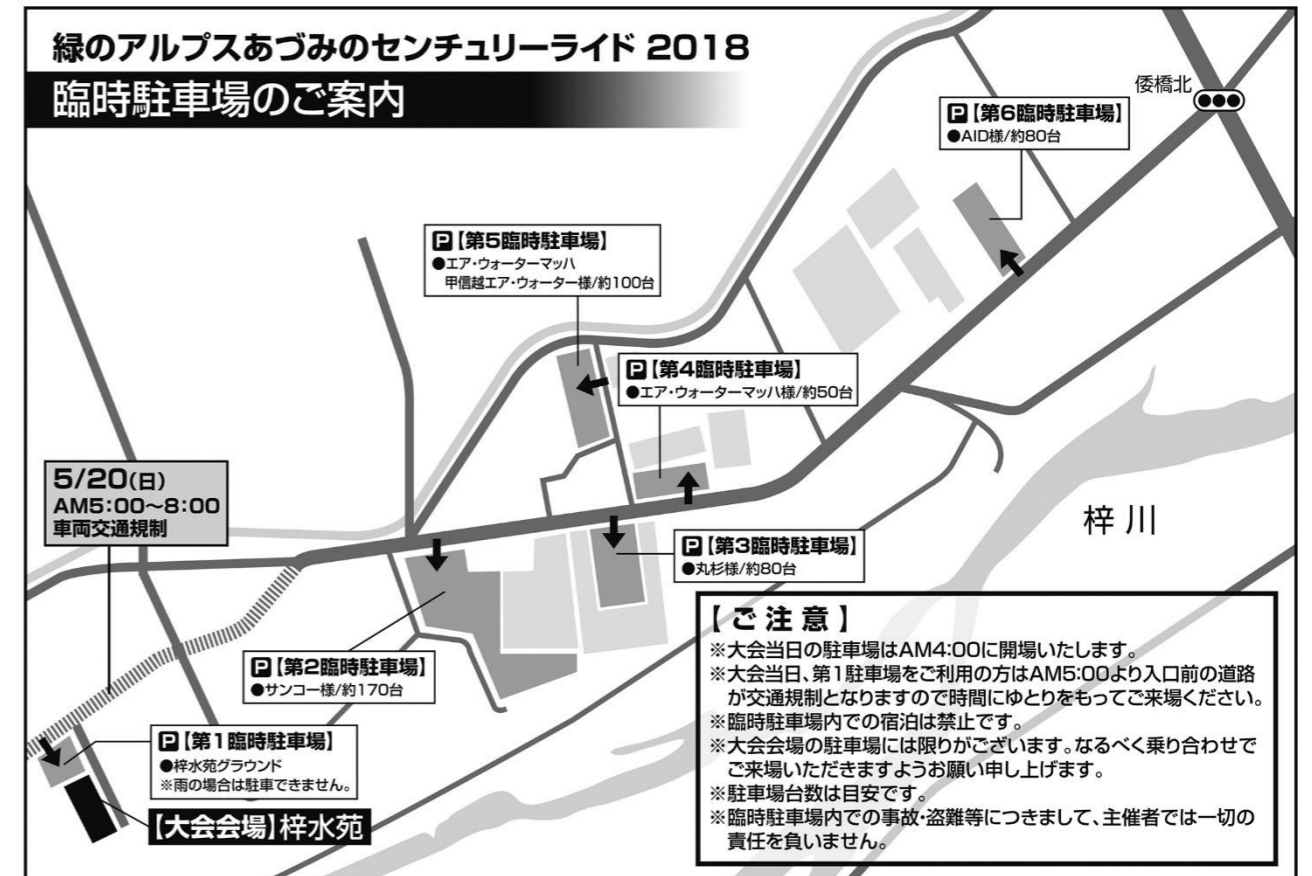 緑のアルプスあづみのセンチュリーライド 2018
臨時駐車場のご案内
倭橋北
P【第6臨時駐車場】
●AID様/約80台
P【第5臨時駐車場】
●エア・ウォーターマッハ
甲信越エア・ウォーター様/約100台
P【第4臨時駐車場】
●エア・ウォーターマッハ様/約50台
5/20(日)
AM5:00～8:00
車両交通規制
梓川
P【第3臨時駐車場】
●丸杉様/約80台
P【第2臨時駐車場】
●サンコー様/約170台
P【第1臨時駐車場】
●梓水苑グラウンド
※雨の場合は駐車できません。
【大会会場】梓水苑
【ご注意】
※大会当日の駐車場はAM4:00に開場いたします。
※大会当日、第1駐車場をご利用の方はAM5:00より入口前の道路
が交通規制となりますので時間にゆとりをもってご来場ください。
※臨時駐車場内での宿泊は禁止です。
※大会会場の駐車場には限りがございます。なるべく乗り合わせで
ご来場いただきますようお願い申し上げます。
※駐車場台数は目安です。
※臨時駐車場内での事故・盗難等につきまして、主催者では一切の
責任を負いません。